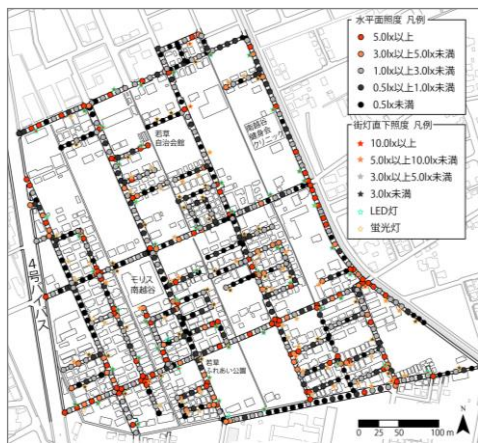 水平面照度 凡例
5.0lx以上
3.0lx以上5.0lx未満
1.0lx以上3.0lx未満
0.5lx以上1.0lx未満
0.5lx未満
街灯直下照度 凡例
10.0lx以上
5.0lx以上10.0lx未満
3.0lx以上5.0lx未満
3.0lx未満
LED灯
蛍光灯
若草
自治会館
南越谷
健身会
クリニック
4号バイパス
モリス
南越谷
若草
ふれあい公園
N
0 25 50 100 m